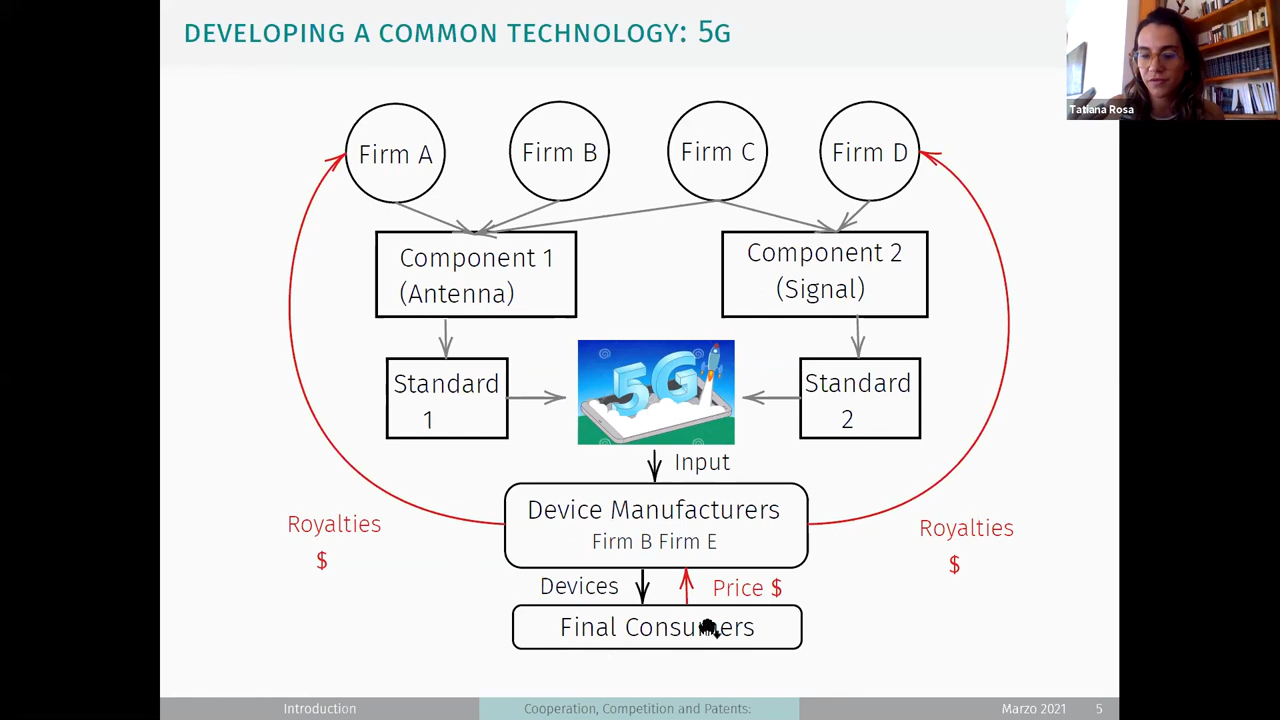 DEVELOPING A COMMON TECHNOLOGY: 5G
Tatiana Rosa
Firm A
Firm B
Firm C
Firm D
Component 1
(Antenna)
Component 2
(Signal)
Standard
1
5G
Standard
2
Input
Device Manufacturers
Firm B Firm E
Royalties
$
Royalties
$
Devices
Price $
Final Consumers
Introduction
Cooperation, Competition and Patents:
Marzo 2021
5